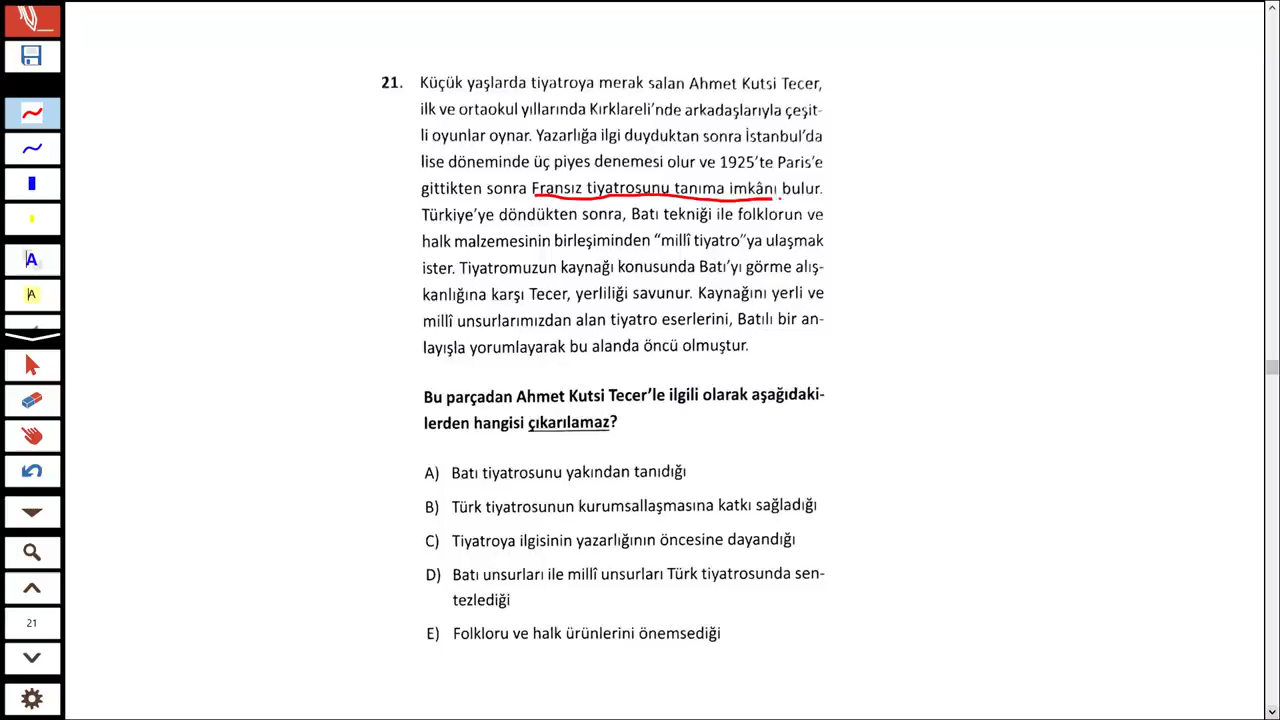 21. Küçük yaşlarda tiyatroya merak salan Ahmet Kutsi Tecer,
ilk ve ortaokul yıllarında Kırklareli’nde arkadaşlarıyla çeşit-
li oyunlar oynar. Yazarlığa ilgi duyduktan sonra İstanbul’da
lise döneminde üç piyes denemesi olur ve 1925’te Paris’e
gittikten sonra Fransız tiyatrosunu tanıma imkânı bulur.
Türkiye’ye döndükten sonra, Batı tekniği ile folklorun ve
halk malzemesinin birleşiminden “millî tiyatro”ya ulaşmak
ister. Tiyatromuzun kaynağı konusunda Batı’yı görme alış-
kanlığına karşı Tecer, yerliliği savunur. Kaynağını yerli ve
millî unsurlarımızdan alan tiyatro eserlerini, Batılı bir an-
layışla yorumlayarak bu alanda öncü olmuştur.
Bu parçadan Ahmet Kutsi Tecer’le ilgili olarak aşağıdaki-
lerden hangisi çıkarılamaz?
A) Batı tiyatrosunu yakından tanıdığı
B) Türk tiyatrosunun kurumsallaşmasına katkı sağladığı
C) Tiyatroya ilgisinin yazarlığının öncesine dayandığı
D) Batı unsurları ile millî unsurları Türk tiyatrosunda sen-
tezlediği
E) Folkloru ve halk ürünlerini önemsediği
A
A
21